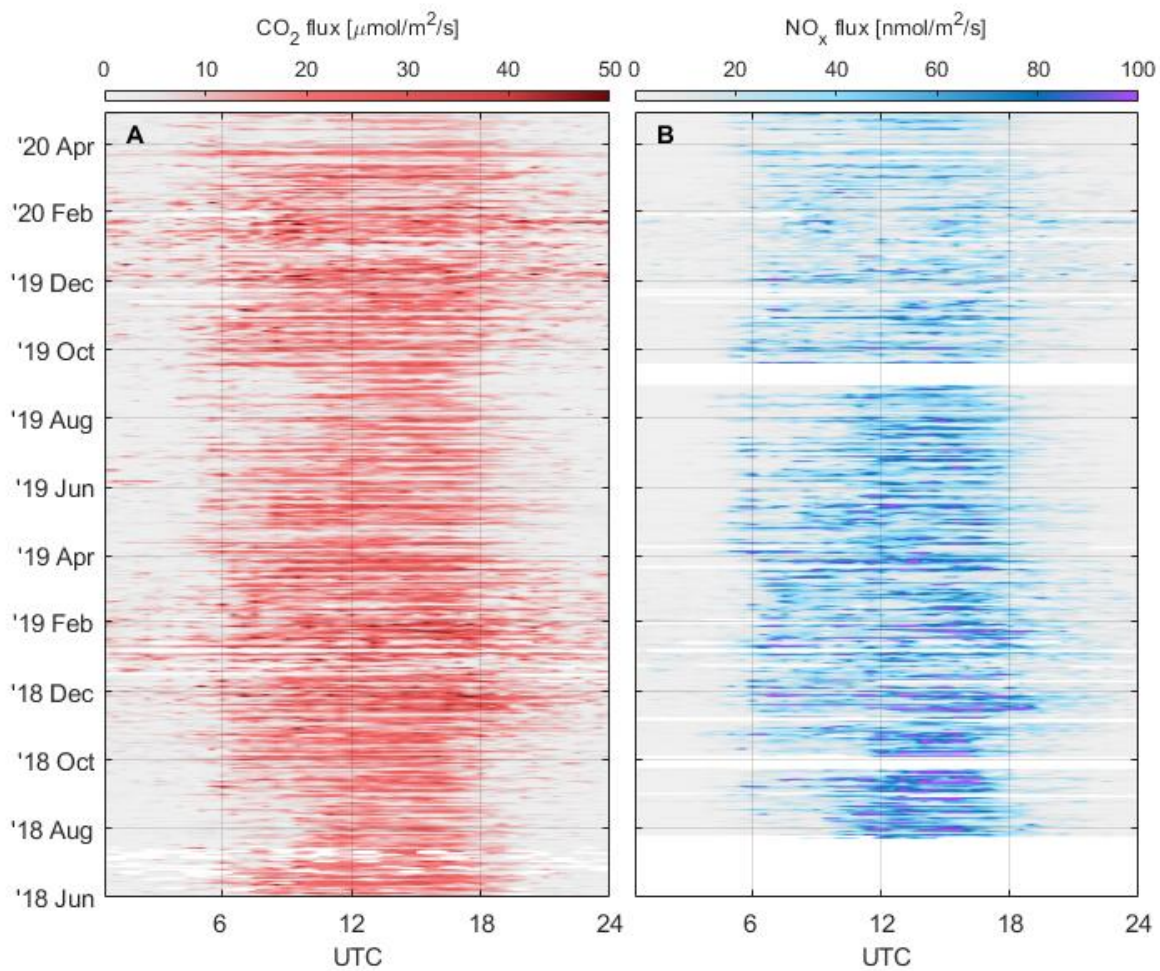 CO2 flux [μmol/m2/s] NOx flux [nmol/m2/s]
0 10 20 30 40 50 0 20 40 60 80 100
A B
'20 Apr
'20 Feb
'19 Dec
'19 Oct
'19 Aug
'19 Jun
'19 Apr
'19 Feb
'18 Dec
'18 Oct
'18 Aug
'18 Jun
6 12 18 24 6 12 18 24
UTC UTC